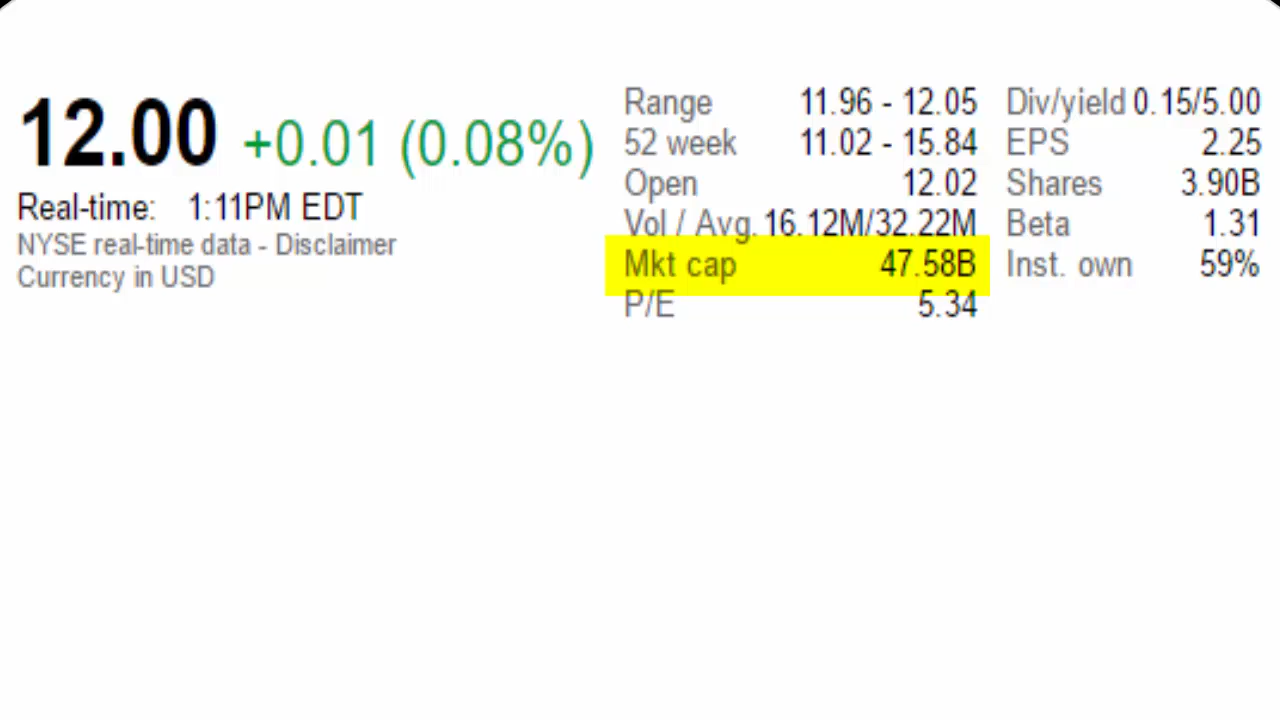 12.00 +0.01 (0.08%)
Real-time: 1:11PM EDT
NYSE real-time data - Disclaimer
Currency in USD
Range 11.96 - 12.05
52 week 11.02 - 15.84
Open 12.02
Vol / Avg. 16.12M/32.22M
Mkt cap 47.58B
P/E 5.34
Div/yield 0.15/5.00
EPS 2.25
Shares 3.90B
Beta 1.31
Inst. own 59%